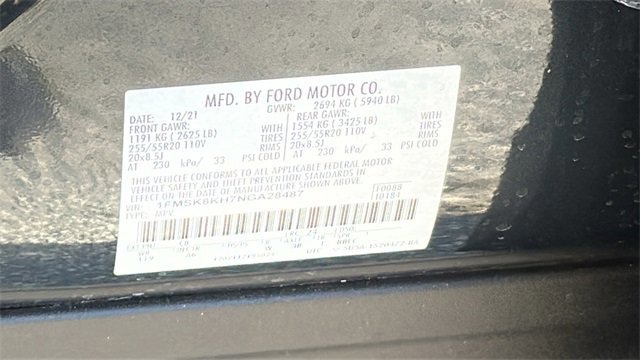 MFD. BY FORD MOTOR CO.
DATE: 12/21 GVWR: 2694 KG ( 5940 LB)
FRONT GAWR: REAR GAWR:
1191 KG ( 2625 LB) WITH 1554 KG ( 3425 LB) WITH
255/55R20 110V TIRES 255/55R20 110V TIRES
20x8.5J RIMS 20x8.5J RIMS
AT 230 kPa/ 33 PSI COLD AT 230 kPa/ 33 PSI COLD
THIS VEHICLE CONFORMS TO ALL APPLICABLE FEDERAL MOTOR
VEHICLE SAFETY STANDARDS IN EFFECT ON THE
DATE OF MANUFACTURE SHOWN ABOVE.
VIN: 1FM5K8KH7NGA28487 F0088
TYPE: MPV 10184
119 A6